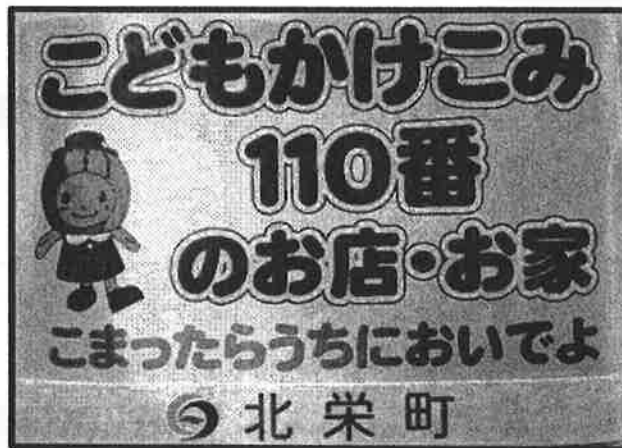 こどもかけこみ
110番
のお店・お家
こまったらうちにおいでよ
北栄町